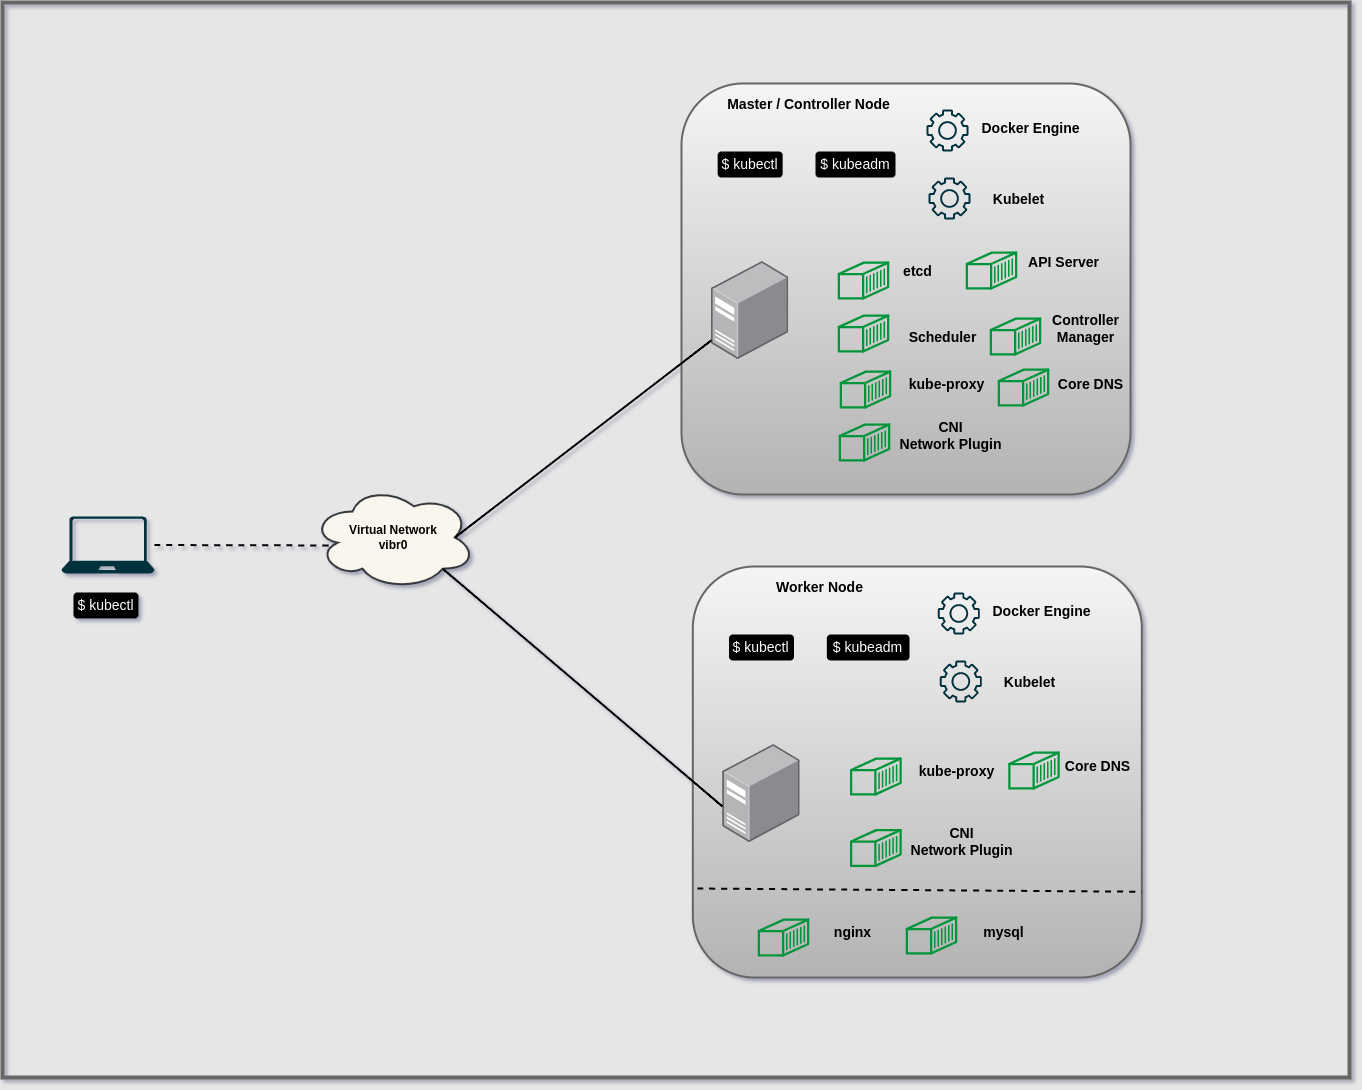 Master / Controller Node
Docker Engine
$ kubectl
$ kubeadm
Kubelet
etcd
API Server
Scheduler
Controller
Manager
kube-proxy
Core DNS
CNI
Network Plugin
Virtual Network
vibr0
$ kubectl
Worker Node
Docker Engine
$ kubectl
$ kubeadm
Kubelet
kube-proxy
Core DNS
CNI
Network Plugin
nginx
mysql